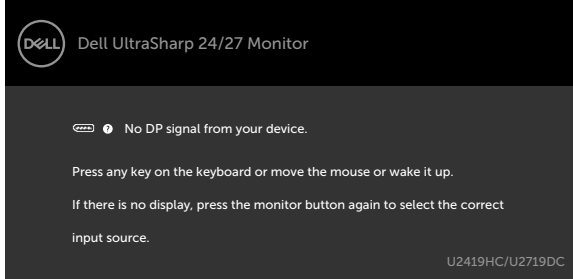 DELL
Dell UltraSharp 24/27 Monitor
? No DP signal from your device.
Press any key on the keyboard or move the mouse or wake it up.
If there is no display, press the monitor button again to select the correct
input source.
U2419HC/U2719DC